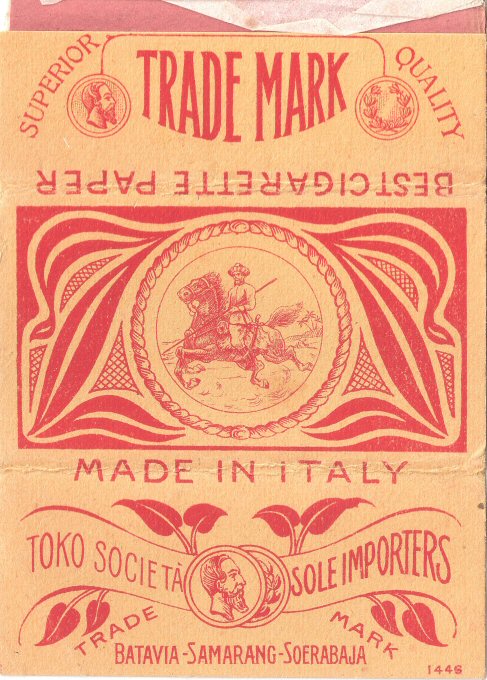 SUPERIOR TRADE MARK QUALITY
BEST CIGARETTE PAPER
MADE IN ITALY
TOKO SOCIETÀ SOLE IMPORTERS
TRADE MARK
BATAVIA-SAMARANG-SOERABAJA